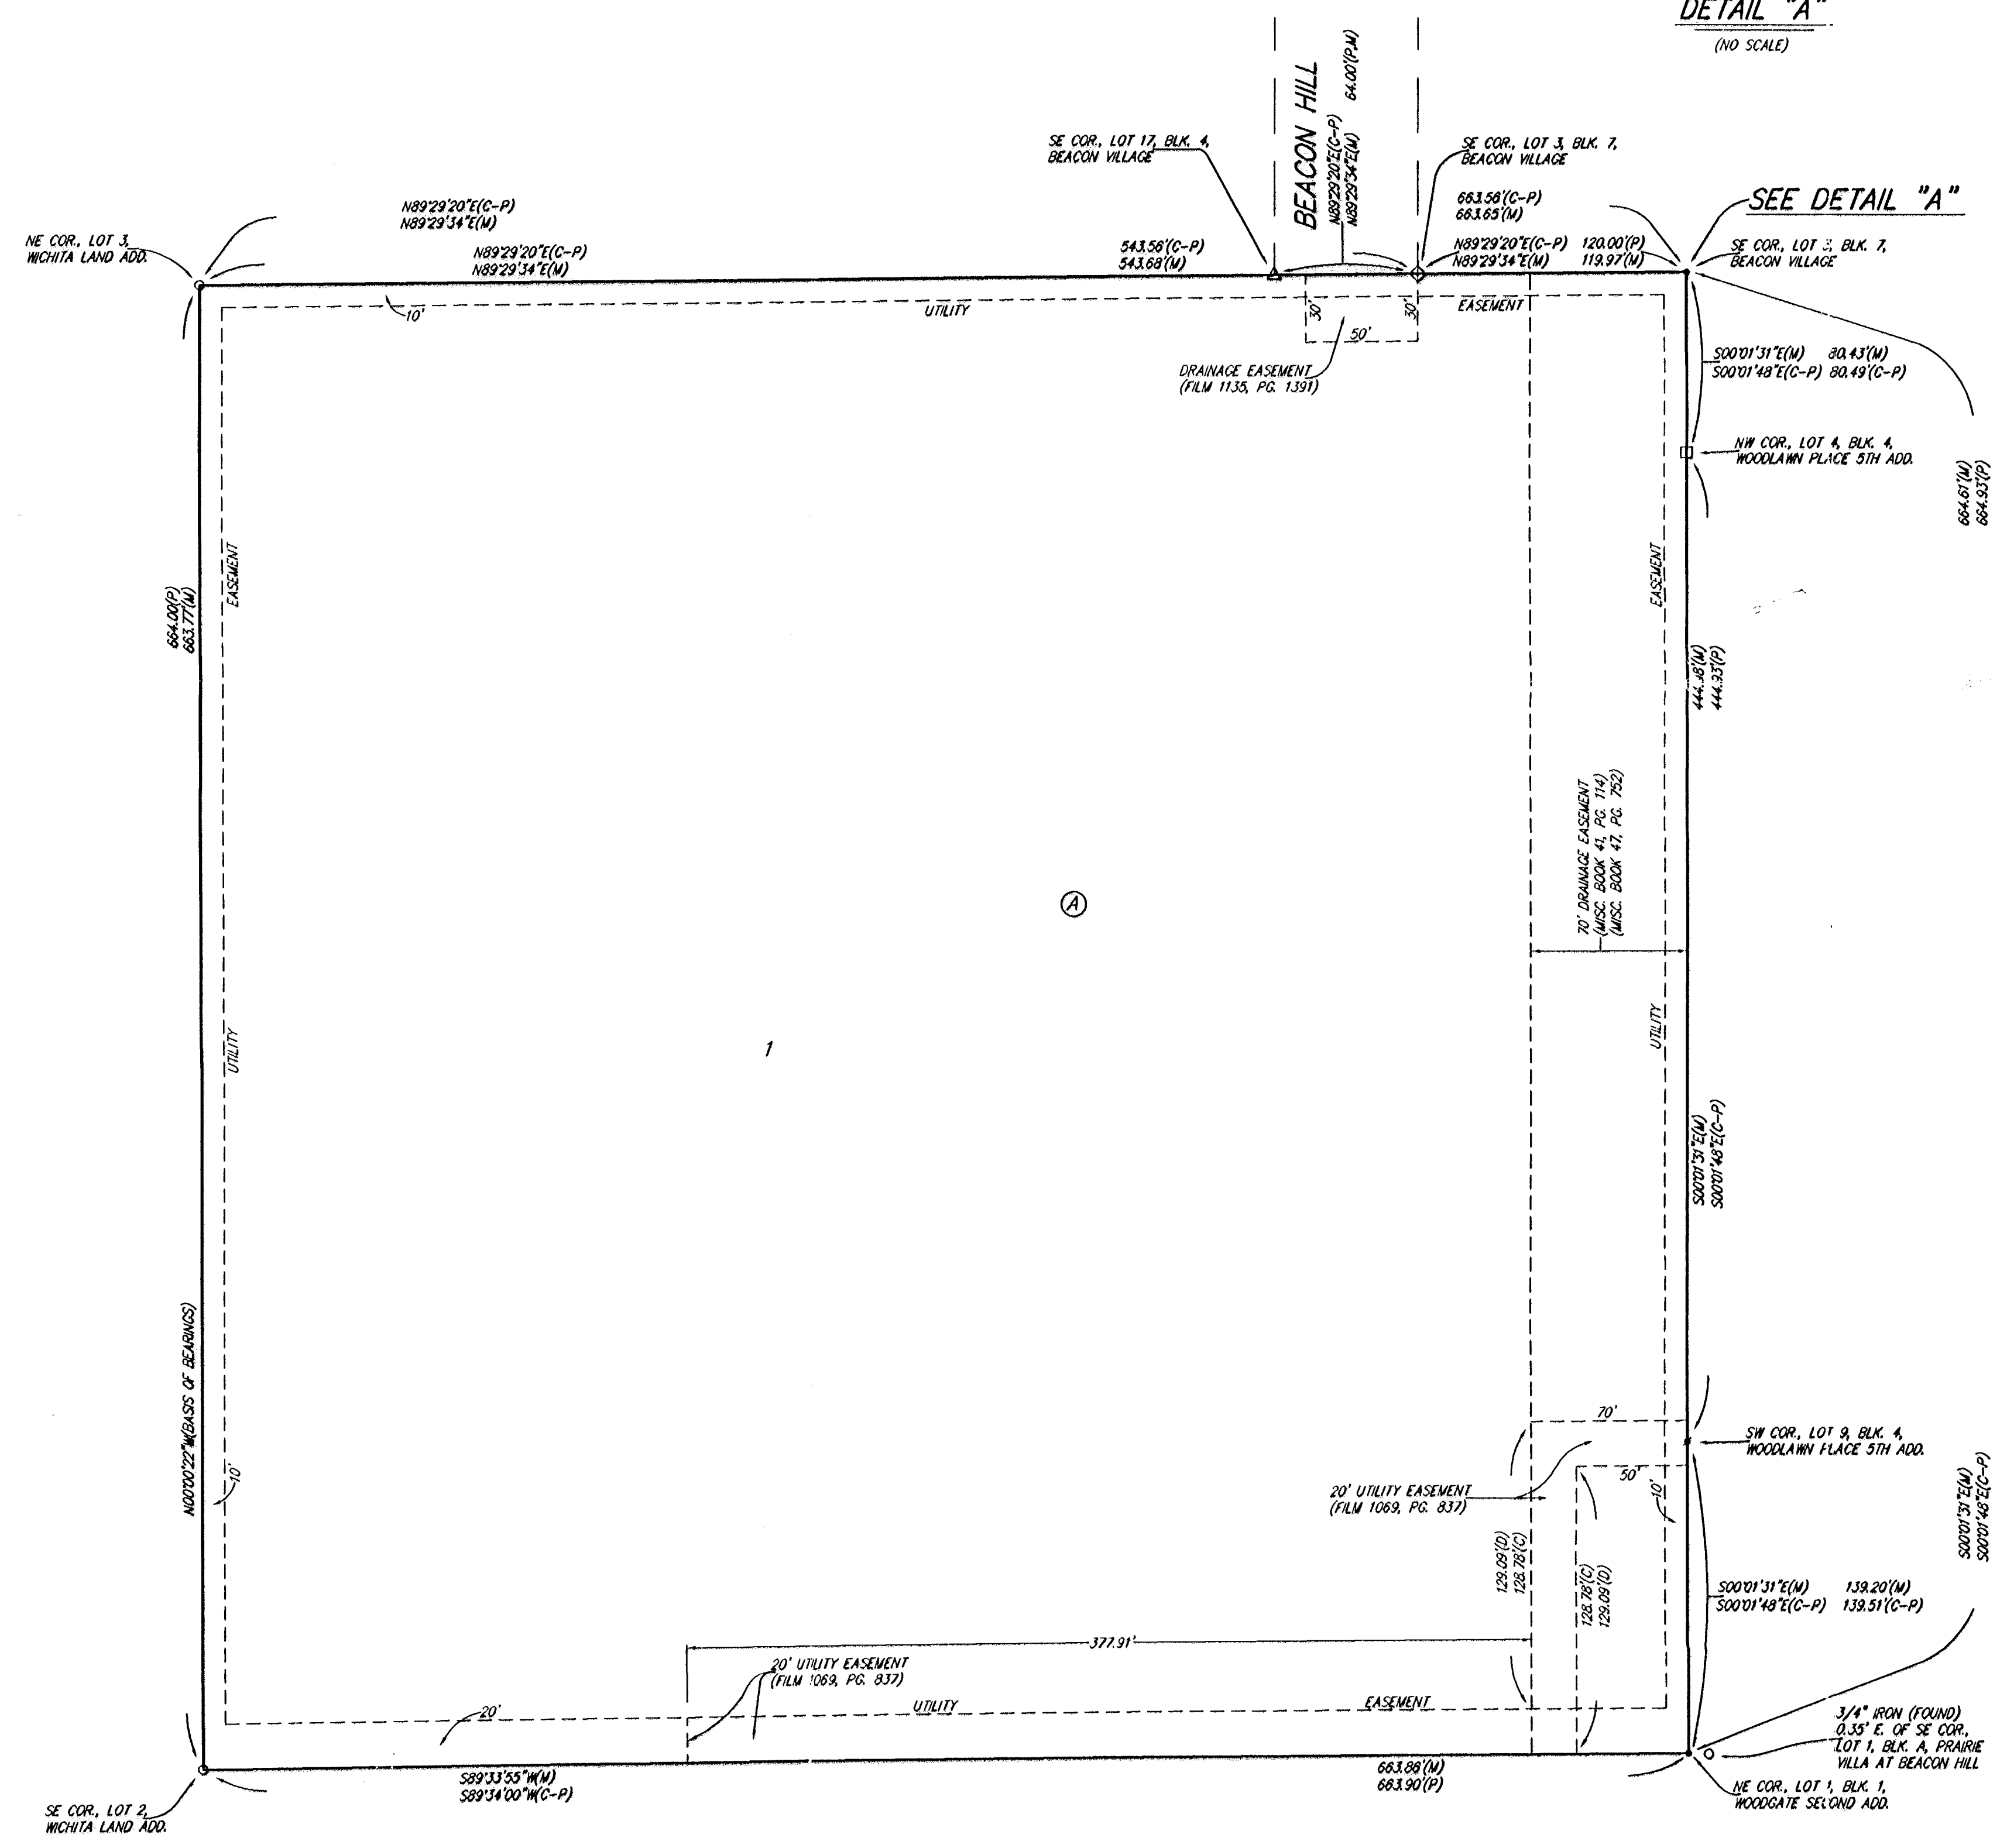 DETAIL "A"
(NO SCALE)
BEACON HILL
N89°29'20"E(C-P)
N89°29'34"E(M)
64.00'(P,M)
SE COR., LOT 17, BLK. 4,
BEACON VILLAGE
SE COR., LOT 3, BLK. 7,
BEACON VILLAGE
663.56'(C-P)
663.65'(M)
SEE DETAIL "A"
N89°29'20"E(C-P)
N89°29'34"E(M)
NE COR., LOT 3,
WICHITA LAND ADD.
N89°29'20"E(C-P)
N89°29'34"E(M)
543.56'(C-P)
543.68'(M)
N89°29'20"E(C-P) 120.00'(P)
N89°29'34"E(M) 119.97'(M)
SE COR., LOT BLK. 7,
BEACON VILLAGE
10'
UTILITY
30'
30'
EASEMENT
50'
DRAINAGE EASEMENT
(FILM 1135, PG. 1391)
S00°01'31"E(M) 80.43'(M)
S00°01'48"E(C-P) 80.49'(C-P)
NW COR., LOT 4, BLK. 4,
WOODLAWN PLACE 5TH ADD.
664.61'(M)
664.93'(P)
EASEMENT
EASEMENT
664.00(P)
663.77'(M)
444.93'(P)
70' DRAINAGE EASEMENT
(MISC. BOOK 41, PG. 114)
(MISC. BOOK 47, PG. 752)
A
1
UTILITY
UTILITY
S00°01'31"E(M)
S00°01'48"E(C-P)
N00°00'22"W(BASIS OF BEARINGS)
10'
70'
SW COR., LOT 9, BLK. 4,
WOODLAWN PLACE 5TH ADD.
50'
10'
20' UTILITY EASEMENT
(FILM 1069, PG. 837)
129.09'(D)
128.78'(C)
128.78'(C)
129.09'(D)
S00°01'31"E(M)
S00°01'48"E(C-P)
S00°01'31"E(M) 139.20'(M)
S00°01'48"E(C-P) 139.51'(C-P)
377.91'
20' UTILITY EASEMENT
(FILM 1069, PG. 837)
20'
UTILITY
EASEMENT
3/4" IRON (FOUND)
0.35' E. OF SE COR.,
LOT 1, BLK. A, PRAIRIE
VILLA AT BEACON HILL
S89°33'55"W(M)
S89°34'00"W(C-P)
663.86'(M)
663.90'(P)
NE COR., LOT 1, BLK. 1,
WOODGATE SECOND ADD.
SE COR., LOT 2,
WICHITA LAND ADD.